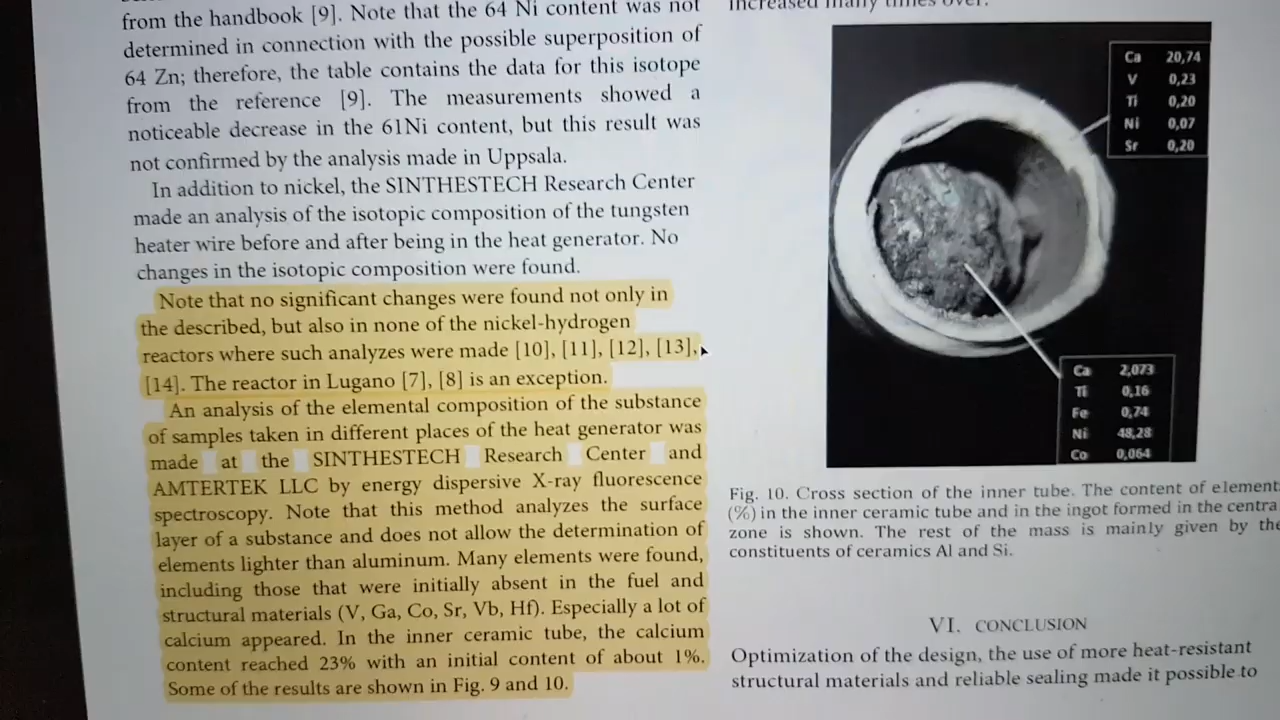 from the handbook [9]. Note that the 64 Ni content was not
determined in connection with the possible superposition of
64 Zn; therefore, the table contains the data for this isotope
from the reference [9]. The measurements showed a
noticeable decrease in the 61Ni content, but this result was
not confirmed by the analysis made in Uppsala.
In addition to nickel, the SINTHESTECH Research Center
made an analysis of the isotopic composition of the tungsten
heater wire before and after being in the heat generator. No
changes in the isotopic composition were found.
Note that no significant changes were found not only in
the described, but also in none of the nickel-hydrogen
reactors where such analyzes were made [10], [11], [12], [13],
[14]. The reactor in Lugano [7], [8] is an exception.
An analysis of the elemental composition of the substance
of samples taken in different places of the heat generator was
made at the SINTHESTECH Research Center and
AMTERTEK LLC by energy dispersive X-ray fluorescence
spectroscopy. Note that this method analyzes the surface
layer of a substance and does not allow the determination of
elements lighter than aluminum. Many elements were found,
including those that were initially absent in the fuel and
structural materials (V, Ga, Co, Sr, Vb, Hf). Especially a lot of
calcium appeared. In the inner ceramic tube, the calcium
content reached 23% with an initial content of about 1%.
Some of the results are shown in Fig. 9 and 10.
increased many times over.
Ca 20,74
V 0,23
Ti 0,20
Ni 0,07
Sr 0,20
Ca 2,073
Ti 0,16
Fe 0,74
Ni 48,28
Co 0,064
Fig. 10. Cross section of the inner tube. The content of element
(%) in the inner ceramic tube and in the ingot formed in the centra
zone is shown. The rest of the mass is mainly given by the
constituents of ceramics Al and Si.
VI. CONCLUSION
Optimization of the design, the use of more heat-resistant
structural materials and reliable sealing made it possible to